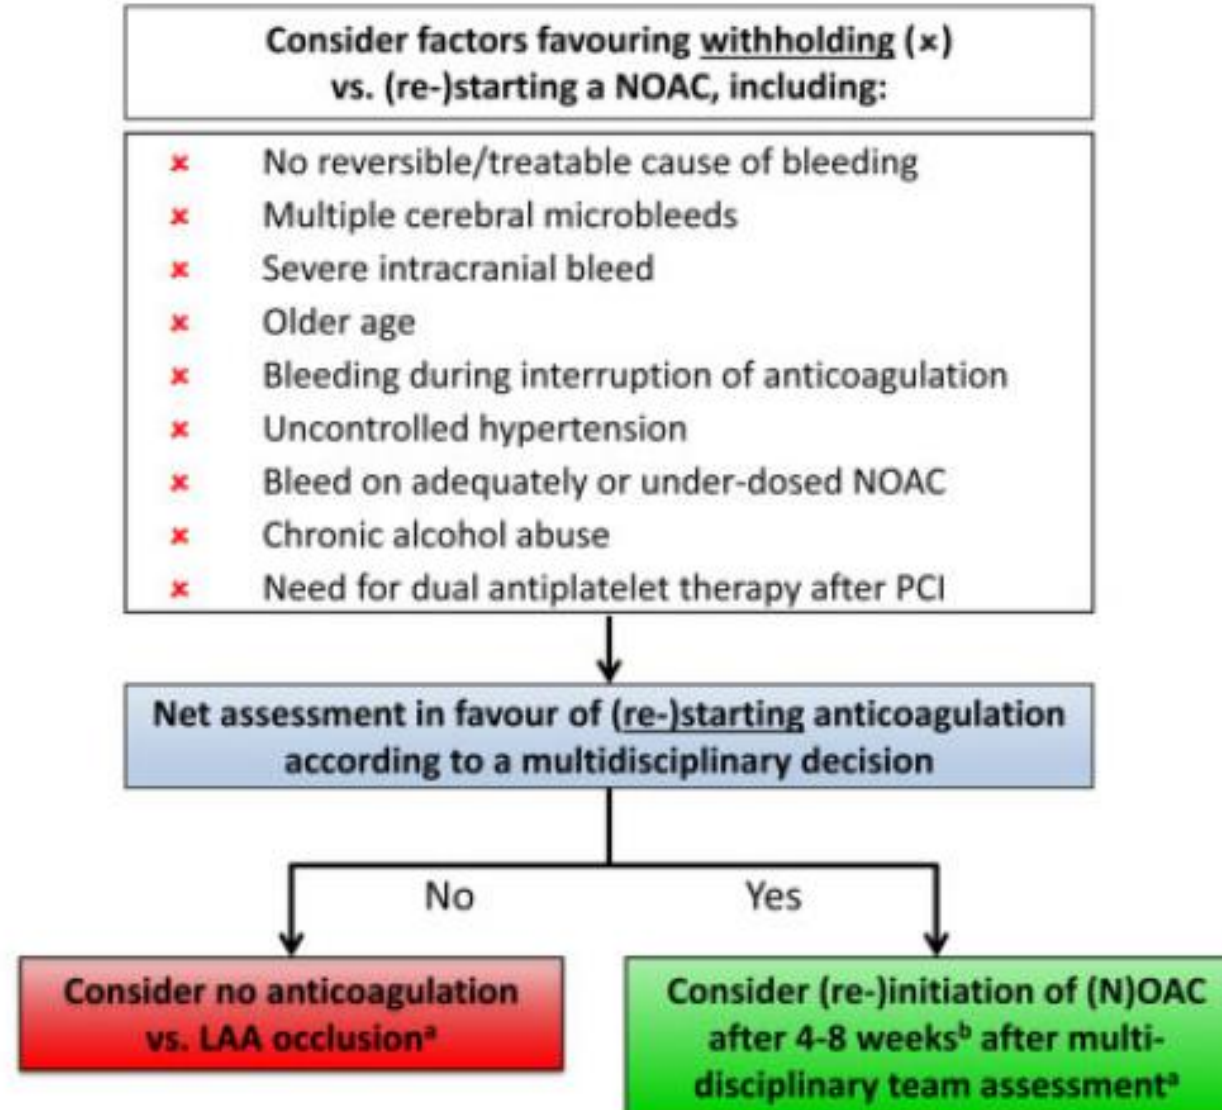 Consider factors favouring withholding (×)
vs. (re-)starting a NOAC, including:
× No reversible/treatable cause of bleeding
× Multiple cerebral microbleeds
× Severe intracranial bleed
× Older age
× Bleeding during interruption of anticoagulation
× Uncontrolled hypertension
× Bleed on adequately or under-dosed NOAC
× Chronic alcohol abuse
× Need for dual antiplatelet therapy after PCI
Net assessment in favour of (re-)starting anticoagulation
according to a multidisciplinary decision
No
Yes
Consider no anticoagulation
vs. LAA occlusionᵃ
Consider (re-)initiation of (N)OAC
after 4-8 weeksᵇ after multi-
disciplinary team assessmentᵃ